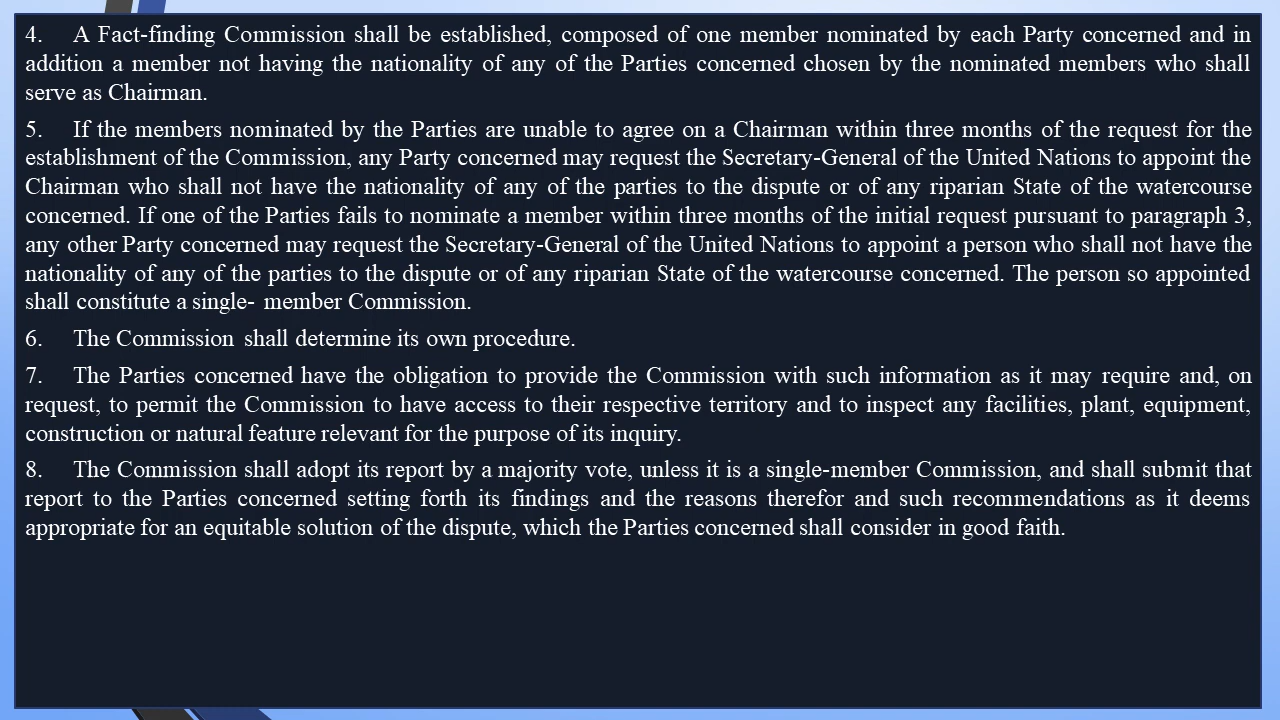 4. A Fact-finding Commission shall be established, composed of one member nominated by each Party concerned and in
addition a member not having the nationality of any of the Parties concerned chosen by the nominated members who shall
serve as Chairman.
5. If the members nominated by the Parties are unable to agree on a Chairman within three months of the request for the
establishment of the Commission, any Party concerned may request the Secretary-General of the United Nations to appoint the
Chairman who shall not have the nationality of any of the parties to the dispute or of any riparian State of the watercourse
concerned. If one of the Parties fails to nominate a member within three months of the initial request pursuant to paragraph 3,
any other Party concerned may request the Secretary-General of the United Nations to appoint a person who shall not have the
nationality of any of the parties to the dispute or of any riparian State of the watercourse concerned. The person so appointed
shall constitute a single- member Commission.
6. The Commission shall determine its own procedure.
7. The Parties concerned have the obligation to provide the Commission with such information as it may require and, on
request, to permit the Commission to have access to their respective territory and to inspect any facilities, plant, equipment,
construction or natural feature relevant for the purpose of its inquiry.
8. The Commission shall adopt its report by a majority vote, unless it is a single-member Commission, and shall submit that
report to the Parties concerned setting forth its findings and the reasons therefor and such recommendations as it deems
appropriate for an equitable solution of the dispute, which the Parties concerned shall consider in good faith.